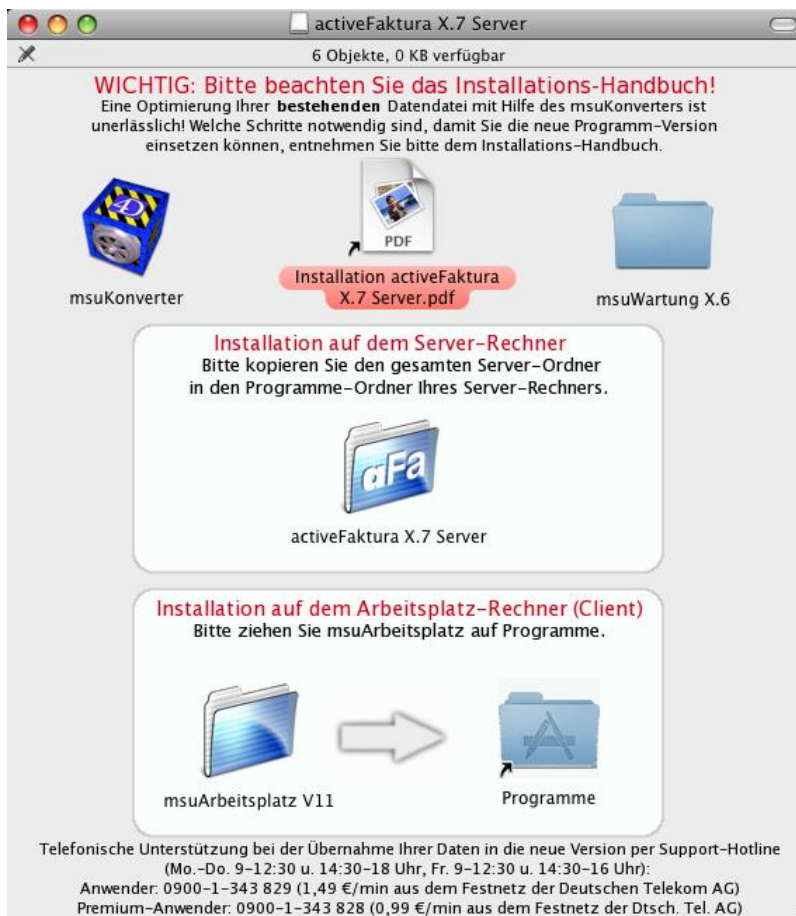 activeFaktura X.7 Server
6 Objekte, 0 KB verfügbar
WICHTIG: Bitte beachten Sie das Installations-Handbuch!
Eine Optimierung Ihrer bestehenden Datendatei mit Hilfe des msuKonverters ist
unerlässlich! Welche Schritte notwendig sind, damit Sie die neue Programm-Version
einsetzen können, entnehmen Sie bitte dem Installations-Handbuch.
4D
PDF
msuKonverter
Installation activeFaktura
X.7 Server.pdf
msuWartung X.6
Installation auf dem Server-Rechner
Bitte kopieren Sie den gesamten Server-Ordner
in den Programme-Ordner Ihres Server-Rechners.
aFa
activeFaktura X.7 Server
Installation auf dem Arbeitsplatz-Rechner (Client)
Bitte ziehen Sie msuArbeitsplatz auf Programme.
msuArbeitsplatz V11
Programme
Telefonische Unterstützung bei der Übernahme Ihrer Daten in die neue Version per Support-Hotline
(Mo.-Do. 9-12:30 u. 14:30-18 Uhr, Fr. 9-12:30 u. 14:30-16 Uhr):
Anwender: 0900-1-343 829 (1,49 €/min aus dem Festnetz der Deutschen Telekom AG)
Premium-Anwender: 0900-1-343 828 (0,99 €/min aus dem Festnetz der Dtsch. Tel. AG)